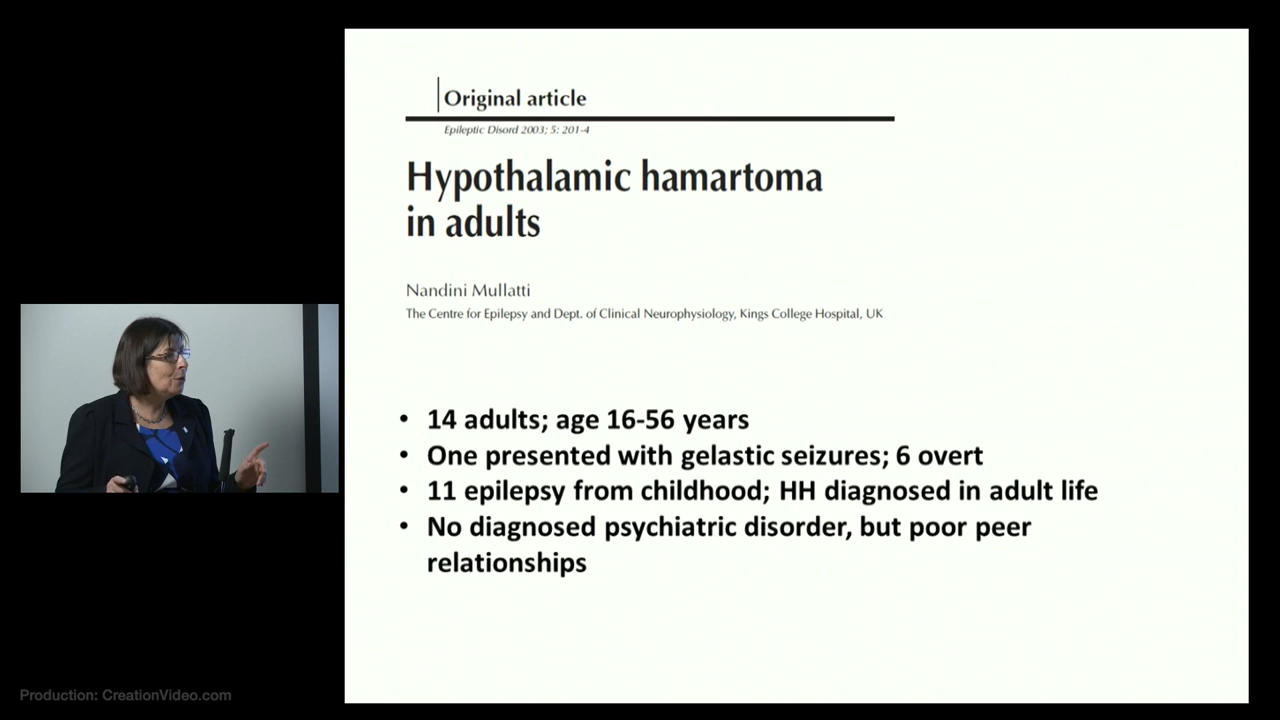 Original article
Epileptic Disord 2003; 5: 201-4
Hypothalamic hamartoma
in adults
Nandini Mullatti
The Centre for Epilepsy and Dept. of Clinical Neurophysiology, Kings College Hospital, UK
• 14 adults; age 16-56 years
• One presented with gelastic seizures; 6 overt
• 11 epilepsy from childhood; HH diagnosed in adult life
• No diagnosed psychiatric disorder, but poor peer
relationships
Production: CreationVideo.com